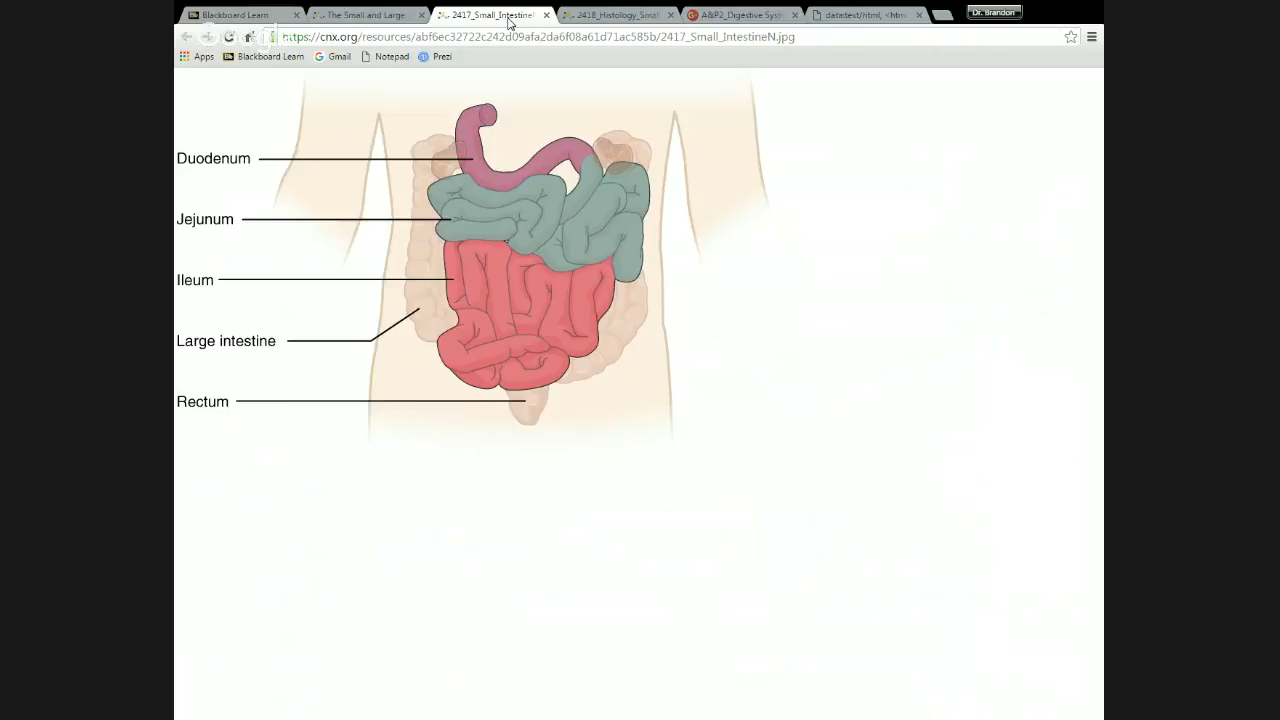 Blackboard Learn
The Small and Large
2417_Small_Intestine
2418_Histology_Small
A&P2_Digestive Sys
data:text/html, <html
Dr. Brandon
https://cnx.org/resources/abf6ec32722c242d09afa2da6f08a61d71ac585b/2417_Small_IntestineN.jpg
Apps Blackboard Learn Gmail Notepad Prezi
Duodenum
Jejunum
Ileum
Large intestine
Rectum